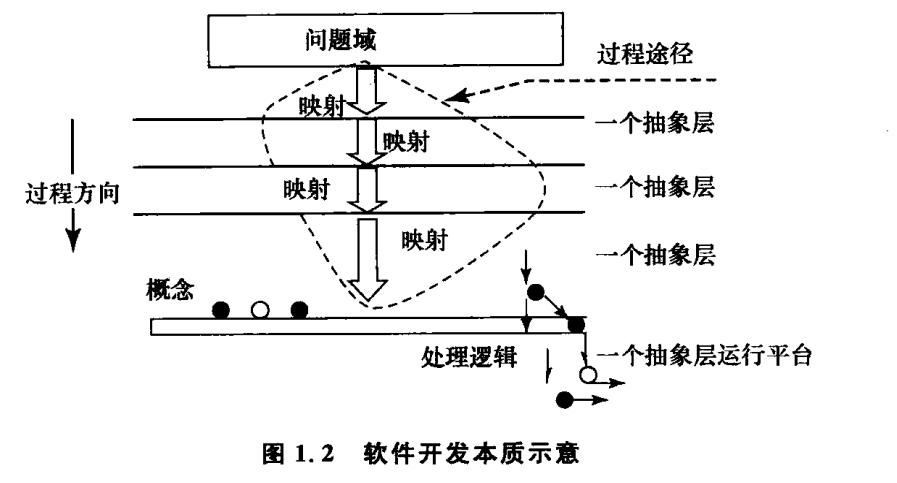 问题域
过程途径
映射
一个抽象层
映射
过程方向
映射
一个抽象层
映射
一个抽象层
概念
处理逻辑
一个抽象层运行平台
图 1.2 软件开发本质示意